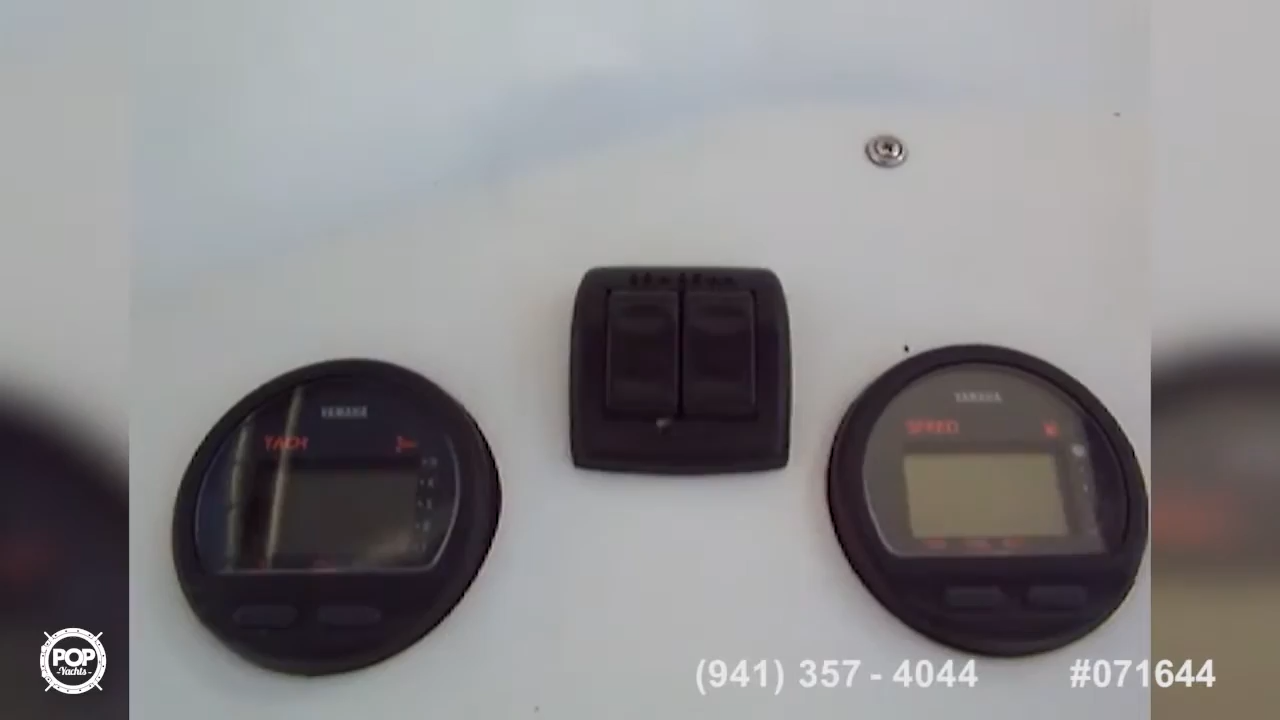 YAMAHA
TACH
YAMAHA
SPEED
POP
Yachts
(941) 357 - 4044
#071644